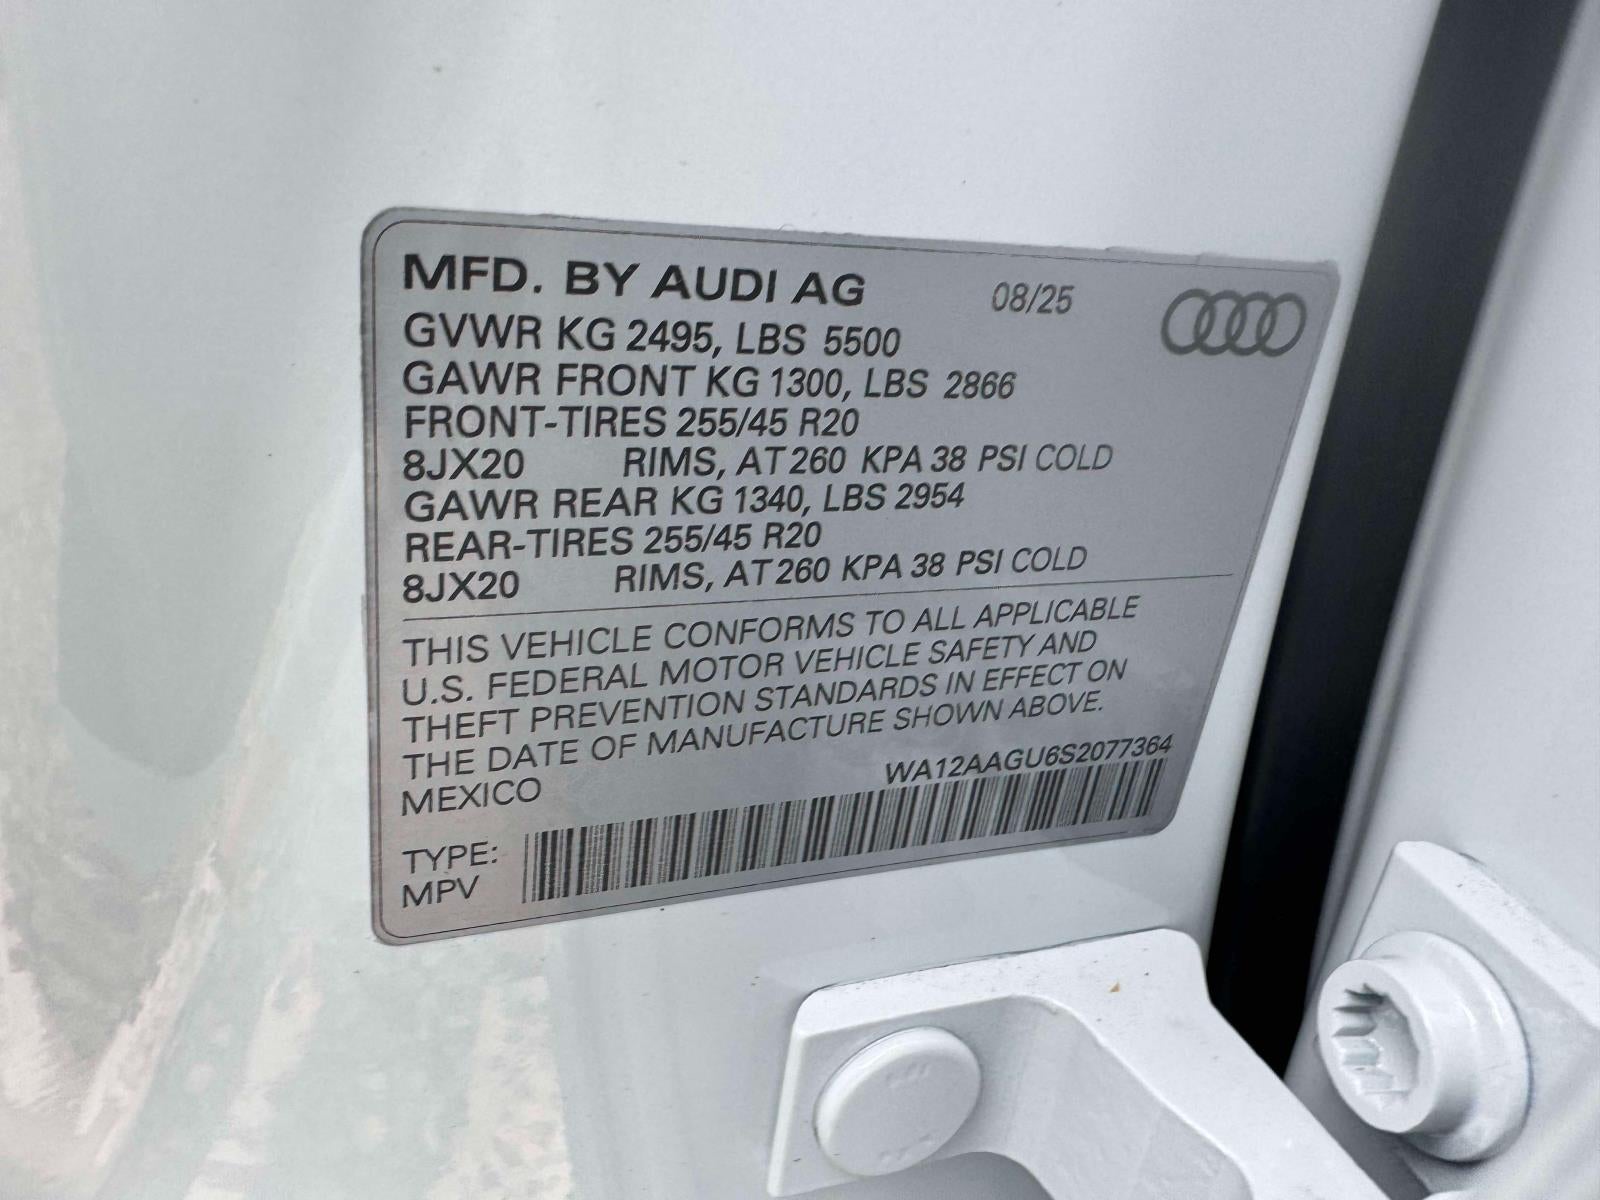 MFD. BY AUDI AG 08/25
GVWR KG 2495, LBS 5500
GAWR FRONT KG 1300, LBS 2866
FRONT-TIRES 255/45 R20
8JX20 RIMS, AT 260 KPA 38 PSI COLD
GAWR REAR KG 1340, LBS 2954
REAR-TIRES 255/45 R20
8JX20 RIMS, AT 260 KPA 38 PSI COLD
THIS VEHICLE CONFORMS TO ALL APPLICABLE
U.S. FEDERAL MOTOR VEHICLE SAFETY AND
THEFT PREVENTION STANDARDS IN EFFECT ON
THE DATE OF MANUFACTURE SHOWN ABOVE.
MEXICO WA12AAGU6S2077364
TYPE:
MPV